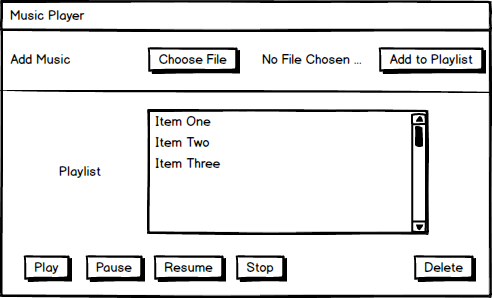 Music Player
Add Music Choose File No File Chosen ... Add to Playlist
Item One
Item Two
Item Three
Playlist
Play Pause Resume Stop Delete